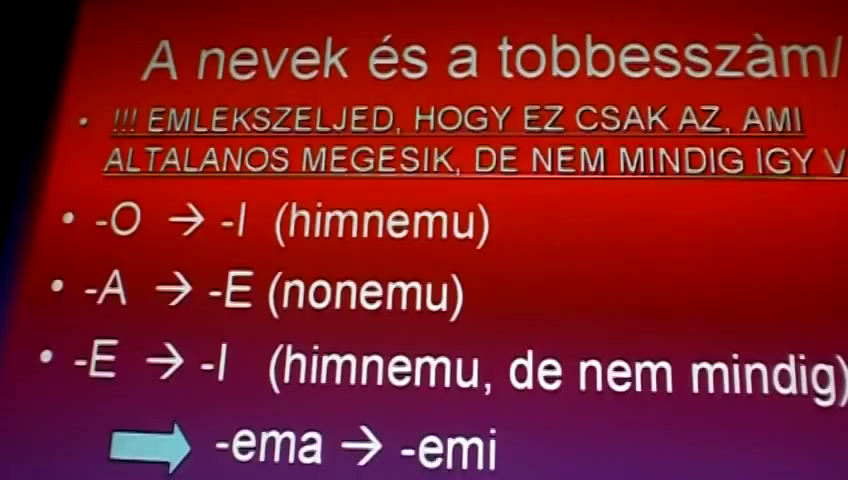 A nevek és a tobbesszàm/
• !!! EMLEKSZELJED, HOGY EZ CSAK AZ, AMI
ALTALANOS MEGESIK, DE NEM MINDIG IGY V
• -O → -I (himnemu)
• -A → -E (nonemu)
• -E → -I (himnemu, de nem mindig)
-ema → -emi